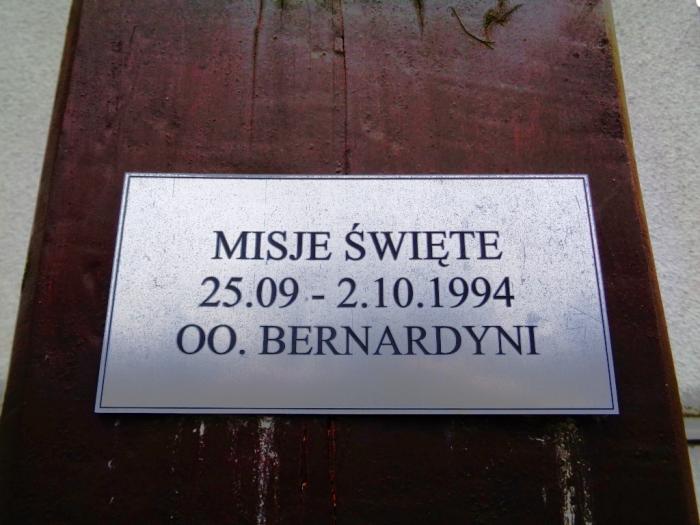 MISJE ŚWIĘTE
25.09 - 2.10.1994
OO. BERNARDYNI